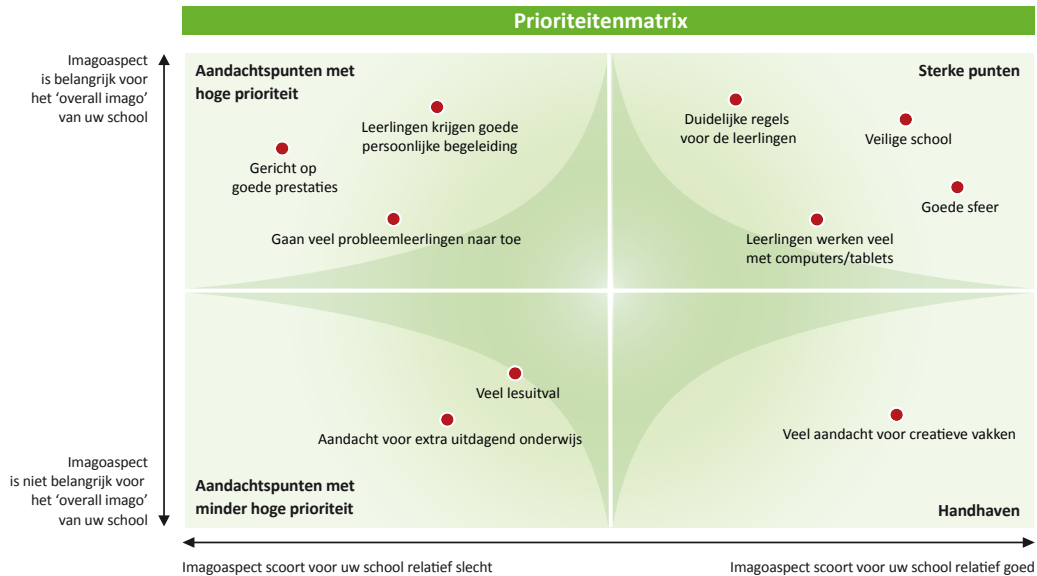 Prioriteitenmatrix
Imagoaspect
is belangrijk voor
het ‘overall imago’
van uw school
Aandachtspunten met
hoge prioriteit
Sterke punten
Leerlingen krijgen goede
persoonlijke begeleiding
Gericht op
goede prestaties
Gaan veel probleemleerlingen naar toe
Duidelijke regels
voor de leerlingen
Veilige school
Goede sfeer
Leerlingen werken veel
met computers/tablets
Veel lesuitval
Aandacht voor extra uitdagend onderwijs
Veel aandacht voor creatieve vakken
Imagoaspect
is niet belangrijk voor
het ‘overall imago’
van uw school
Aandachtspunten met
minder hoge prioriteit
Handhaven
Imagoaspect scoort voor uw school relatief slecht
Imagoaspect scoort voor uw school relatief goed